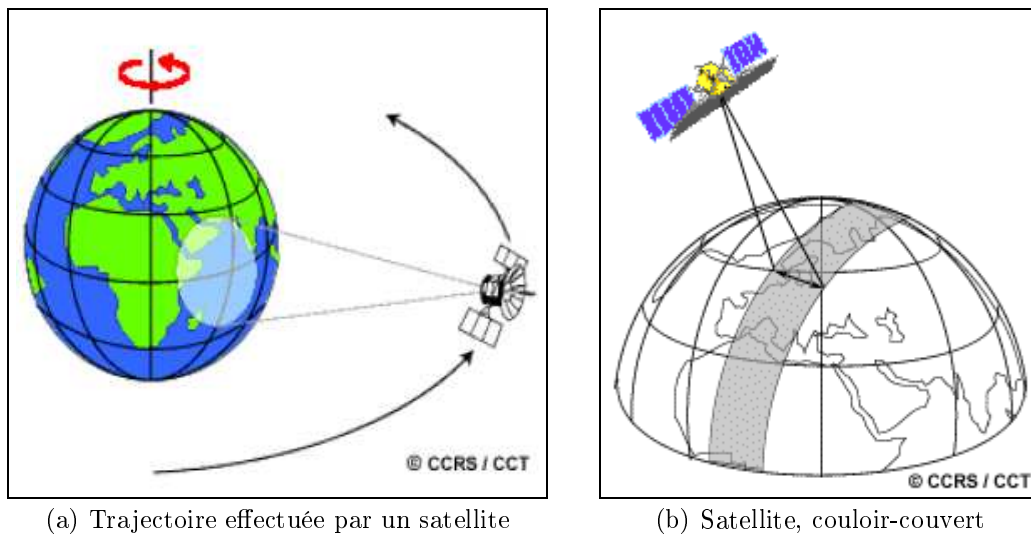 © CCRS / CCT
© CCRS / CCT
(a) Trajectoire effectuée par un satellite
(b) Satellite, couloir-couvert